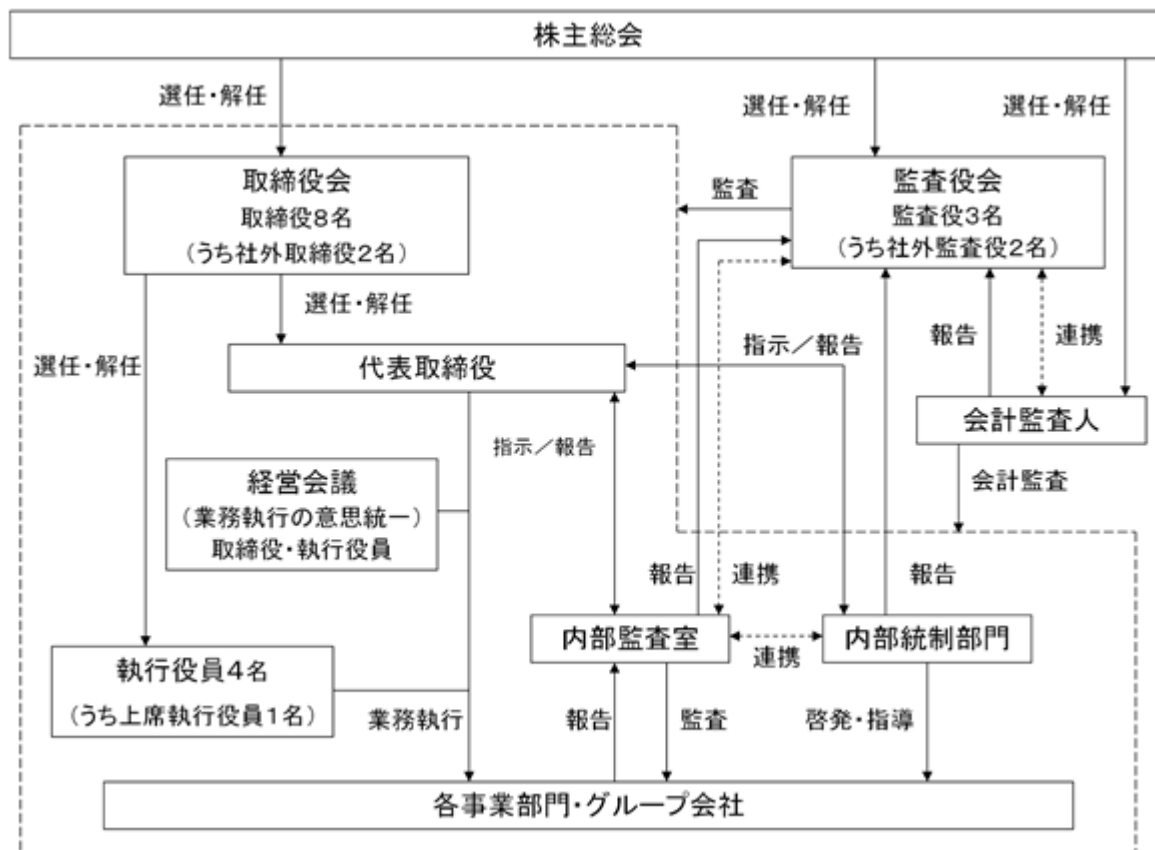 株主総会
選任・解任
選任・解任
選任・解任
取締役会
取締役8名
(うち社外取締役2名)
監査
監査役会
監査役3名
(うち社外監査役2名)
選任・解任
選任・解任
指示／報告
報告
連携
代表取締役
会計監査人
指示／報告
会計監査
経営会議
(業務執行の意思統一)
取締役・執行役員
報告
連携
報告
内部監査室
連携
内部統制部門
執行役員4名
(うち上席執行役員1名)
業務執行
報告
監査
啓発・指導
各事業部門・グループ会社